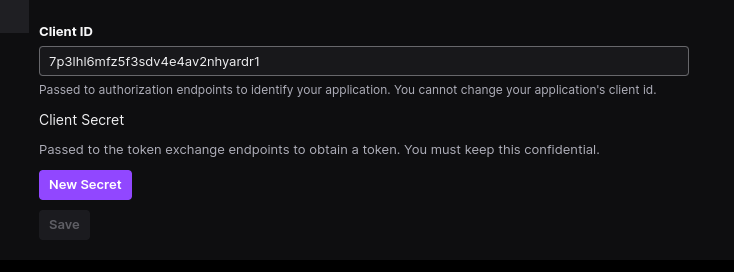 Client ID
7p3lhl6mfz5f3sdv4e4av2nhyardr1
Passed to authorization endpoints to identify your application. You cannot change your application's client id.
Client Secret
Passed to the token exchange endpoints to obtain a token. You must keep this confidential.
New Secret
Save